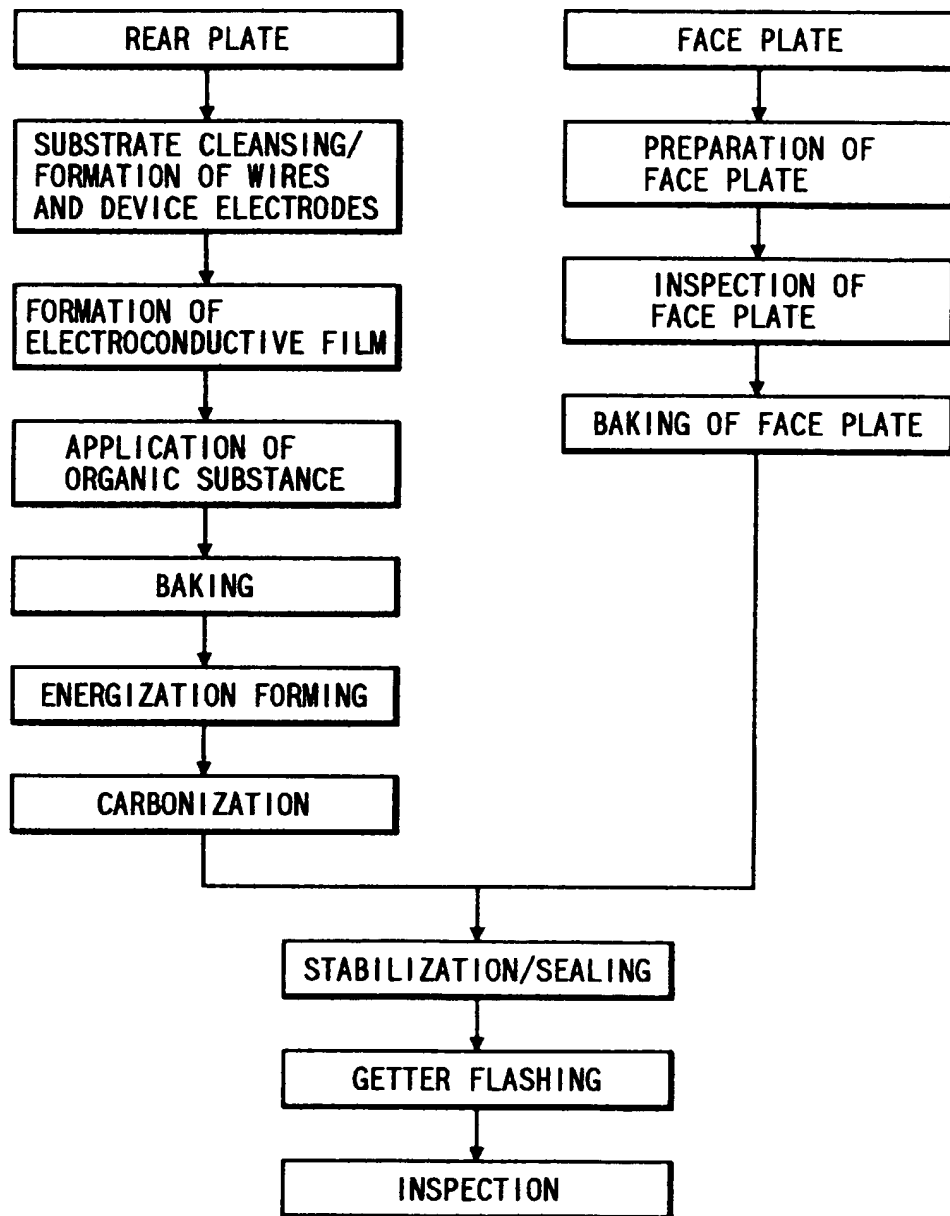 REAR PLATE
SUBSTRATE CLEANSING/
FORMATION OF WIRES
AND DEVICE ELECTRODES
FORMATION OF
ELECTROCONDUCTIVE FILM
APPLICATION OF
ORGANIC SUBSTANCE
BAKING
ENERGIZATION FORMING
CARBONIZATION
FACE PLATE
PREPARATION OF
FACE PLATE
INSPECTION OF
FACE PLATE
BAKING OF FACE PLATE
STABILIZATION/SEALING
GETTER FLASHING
INSPECTION